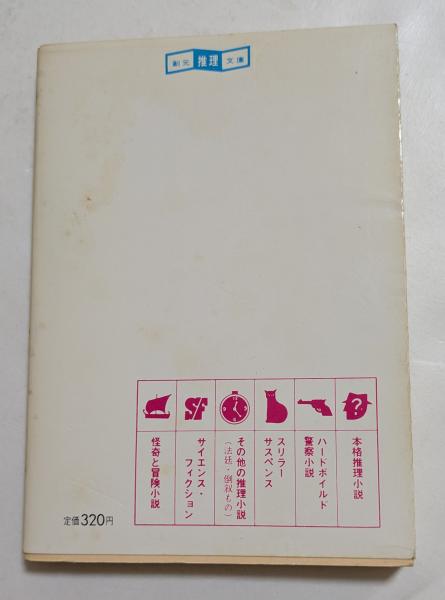 創元 推理 文庫
本格推理小説
ハードボイルド
警察小説
スリラー
サスペンス
その他の推理小説
(法廷・倒叙もの)
サイエンス・
フィクション
怪奇と冒険小説
SF
?
定価320円